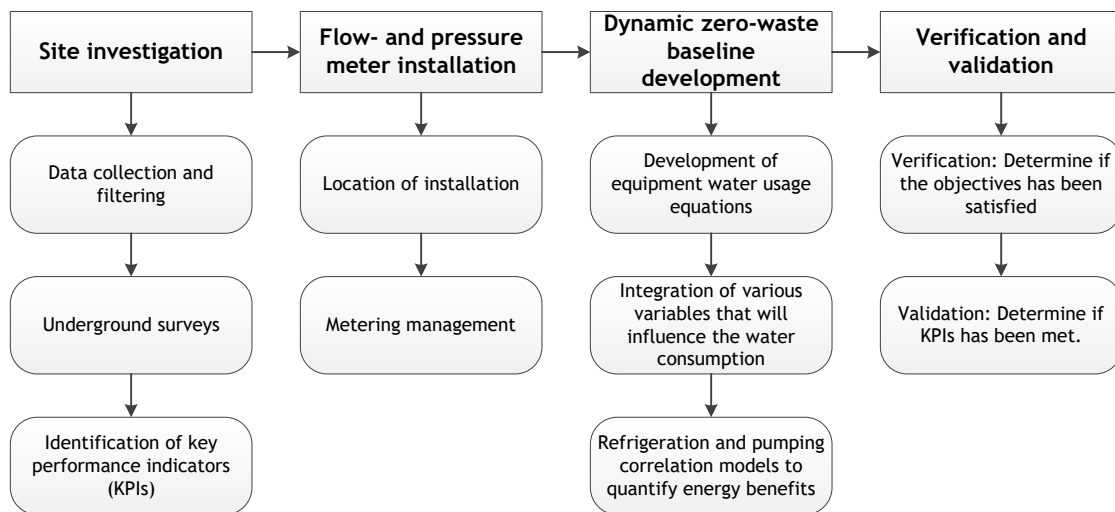 Site investigation
Data collection and
filtering
Underground surveys
Identification of key
performance indicators
(KPIs)
Flow- and pressure
meter installation
Location of installation
Metering management
Dynamic zero-waste
baseline
development
Development of
equipment water usage
equations
Integration of various
variables that will
influence the water
consumption
Refrigeration and pumping
correlation models to
quantify energy benefits
Verification and
validation
Verification: Determine if
the objectives has been
satisfied
Validation: Determine if
KPIs has been met.